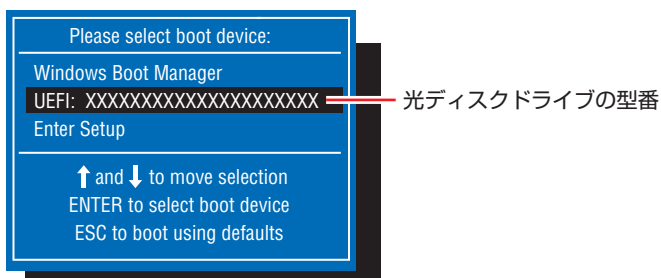 Please select boot device:
Windows Boot Manager
UEFI: XXXXXXXXXXXXXXXXXXXXX
光ディスクドライブの型番
Enter Setup
↑ and ↓ to move selection
ENTER to select boot device
ESC to boot using defaults